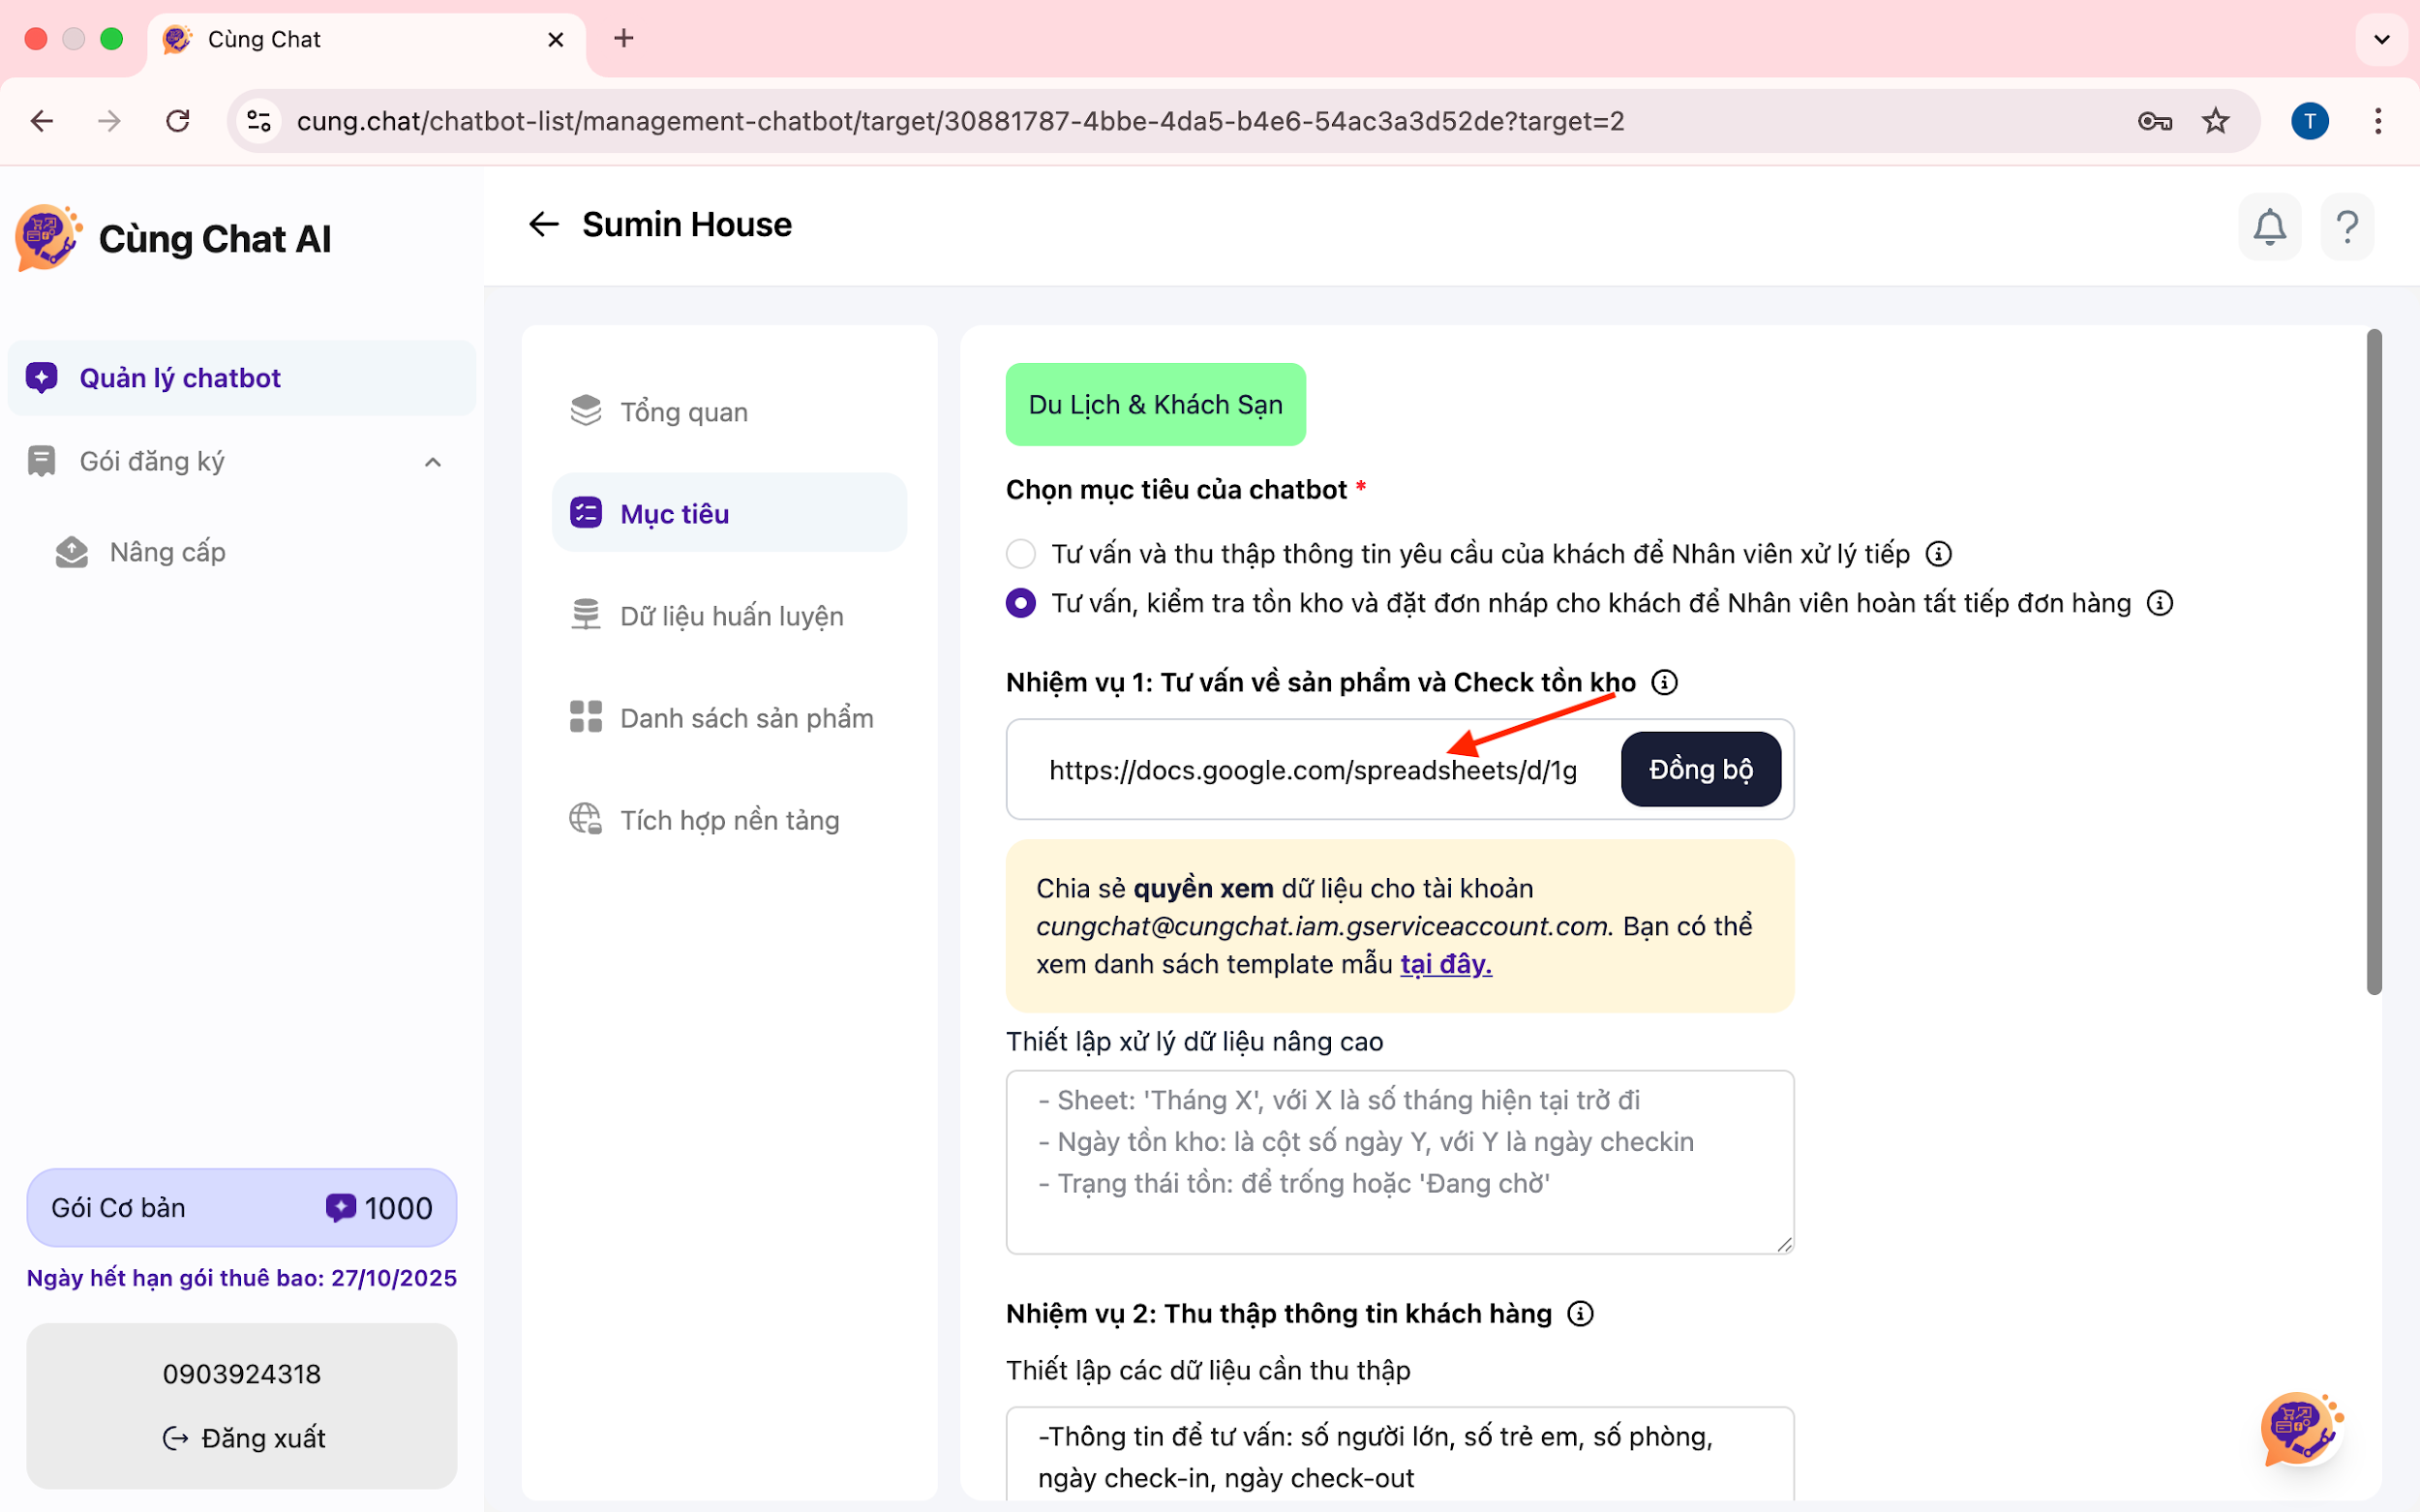 Cùng Chat
cung.chat/chatbot-list/management-chatbot/target/30881787-4bbe-4da5-b4e6-54ac3a3d52de?target=2
T
Cùng Chat AI
Quản lý chatbot
Gói đăng ký
Nâng cấp
Gói Cơ bản 1000
Ngày hết hạn gói thuê bao: 27/10/2025
0903924318
Đăng xuất
Sumin House
Tổng quan
Mục tiêu
Dữ liệu huấn luyện
Danh sách sản phẩm
Tích hợp nền tảng
Du Lịch & Khách Sạn
Chọn mục tiêu của chatbot *
Tư vấn và thu thập thông tin yêu cầu của khách để Nhân viên xử lý tiếp
Tư vấn, kiểm tra tồn kho và đặt đơn nháp cho khách để Nhân viên hoàn tất tiếp đơn hàng
Nhiệm vụ 1: Tư vấn về sản phẩm và Check tồn kho
https://docs.google.com/spreadsheets/d/1g
Đồng bộ
Chia sẻ quyền xem dữ liệu cho tài khoản
cungchat@cungchat.iam.gserviceaccount.com. Bạn có thể
xem danh sách template mẫu tại đây.
Thiết lập xử lý dữ liệu nâng cao
- Sheet: 'Tháng X', với X là số tháng hiện tại trở đi
- Ngày tồn kho: là cột số ngày Y, với Y là ngày checkin
- Trạng thái tồn: để trống hoặc 'Đang chờ'
Nhiệm vụ 2: Thu thập thông tin khách hàng
Thiết lập các dữ liệu cần thu thập
-Thông tin để tư vấn: số người lớn, số trẻ em, số phòng,
ngày check-in, ngày check-out